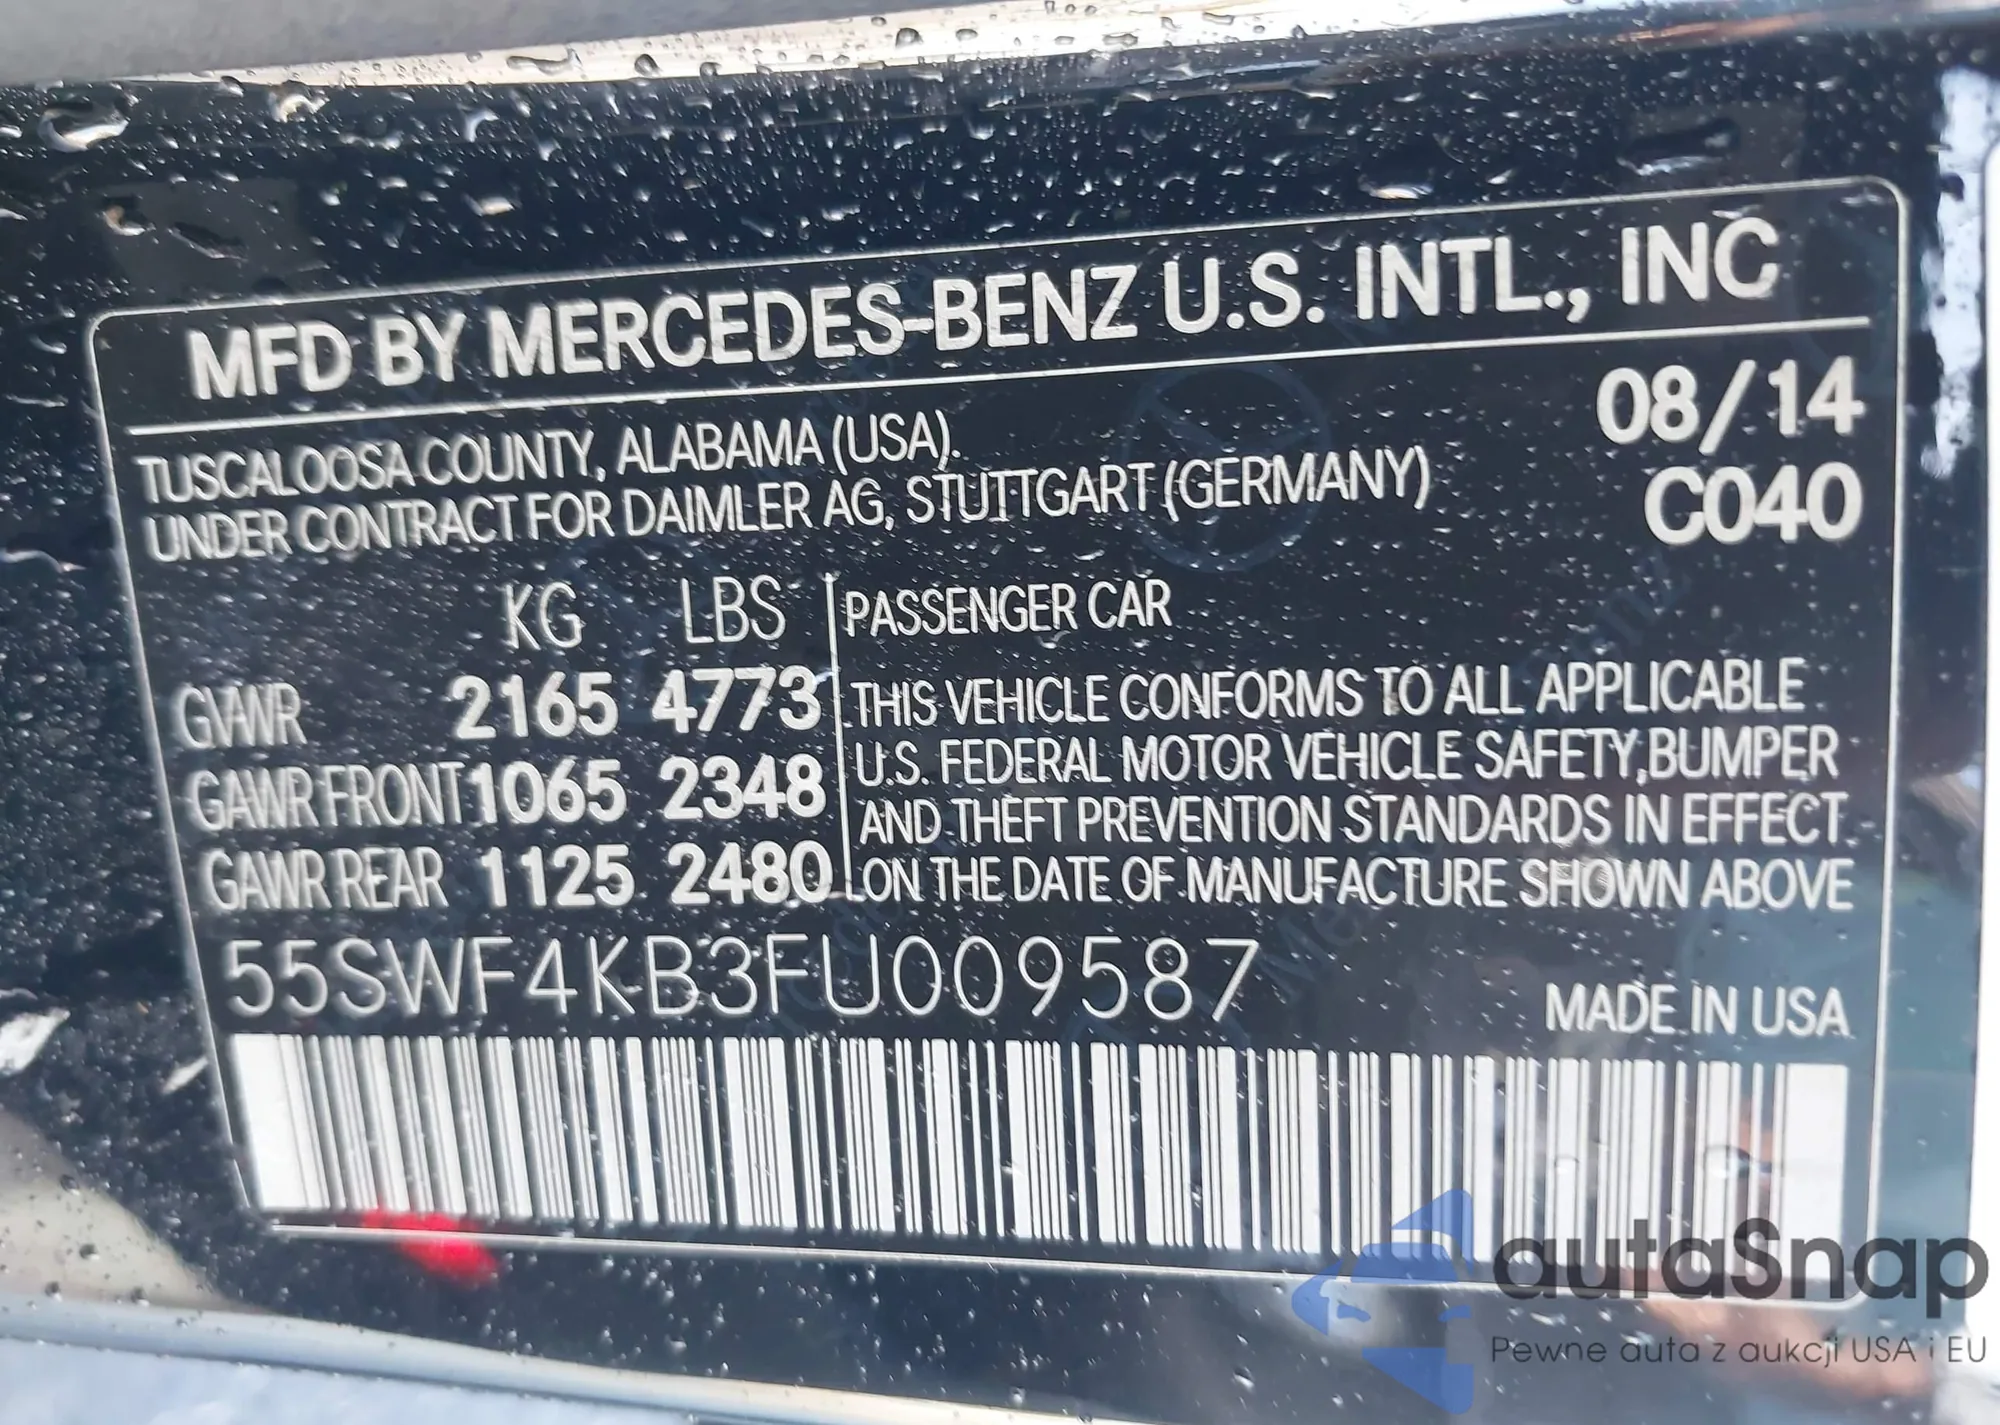 MFD BY MERCEDES-BENZ U.S. INTL., INC
08/14
TUSCALOOSA COUNTY, ALABAMA (USA).
UNDER CONTRACT FOR DAIMLER AG, STUTTGART (GERMANY)
C040
KG LBS PASSENGER CAR
GVWR 2165 4773
GAWR FRONT 1065 2348
GAWR REAR 1125 2480
THIS VEHICLE CONFORMS TO ALL APPLICABLE
U.S. FEDERAL MOTOR VEHICLE SAFETY, BUMPER
AND THEFT PREVENTION STANDARDS IN EFFECT
ON THE DATE OF MANUFACTURE SHOWN ABOVE
55SWF4KB3FU009587
MADE IN USA
autaSnap
Pewne auta z aukcji USA i EU